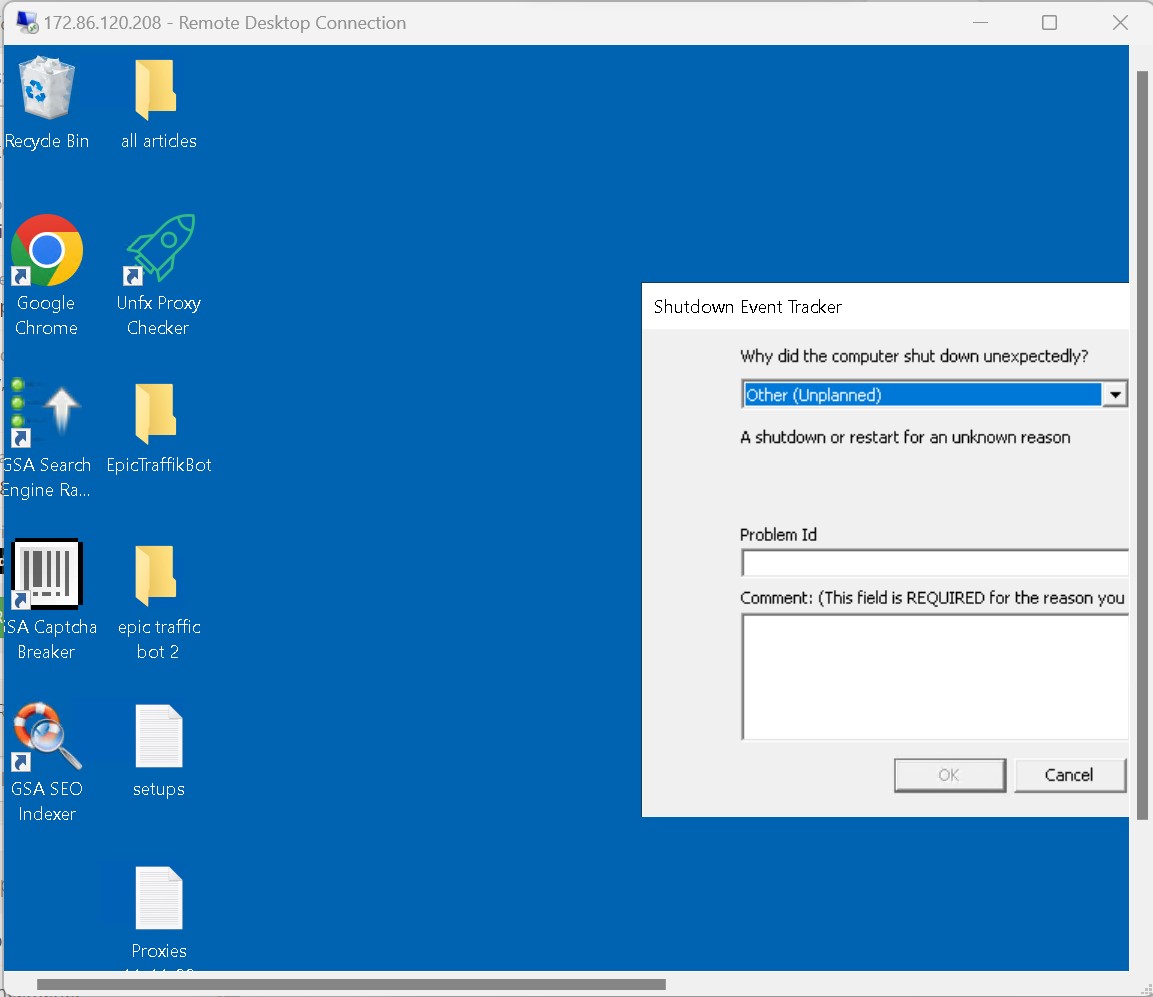 172.86.120.208 - Remote Desktop Connection
Recycle Bin
all articles
Google
Chrome
Unfx Proxy
Checker
GSA Search
Engine Ra...
EpicTraffikBot
GSA Captcha
Breaker
epic traffic
bot 2
GSA SEO
Indexer
setups
Proxies
Shutdown Event Tracker
Why did the computer shut down unexpectedly?
Other (Unplanned)
A shutdown or restart for an unknown reason
Problem Id
Comment: (This field is REQUIRED for the reason you
OK
Cancel